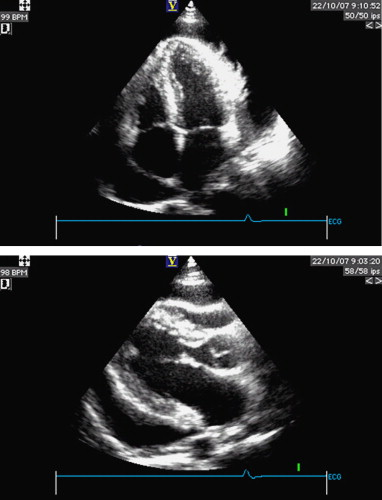 V
22/10/07 9:10:52
99 BPM
50/50 ips
< >
ECG
V
22/10/07 9:03:20
98 BPM
58/58 ips
< >
ECG